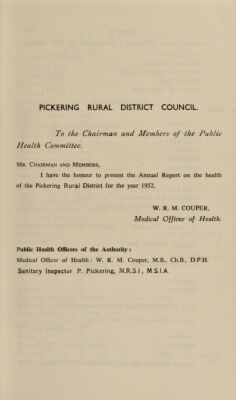 PICKERING RURAL DISTRICT COUNCIL.
To the Chairman and Members of the Public
Health Committee.
MR. CHAIRMAN AND MEMBERS,
I have the honour to present the Annual Report on the health
of the Pickering Rural District for the year 1952.
W. R. M. COUPER,
Medical Officer of Health.
Public Health Officers of the Authority:
Medical Officer of Health: W. R. M. Couper, M.B., Ch.B., D.P.H.
Sanitary Inspector P. Pickering, M.R.S.I., M.S.I.A.